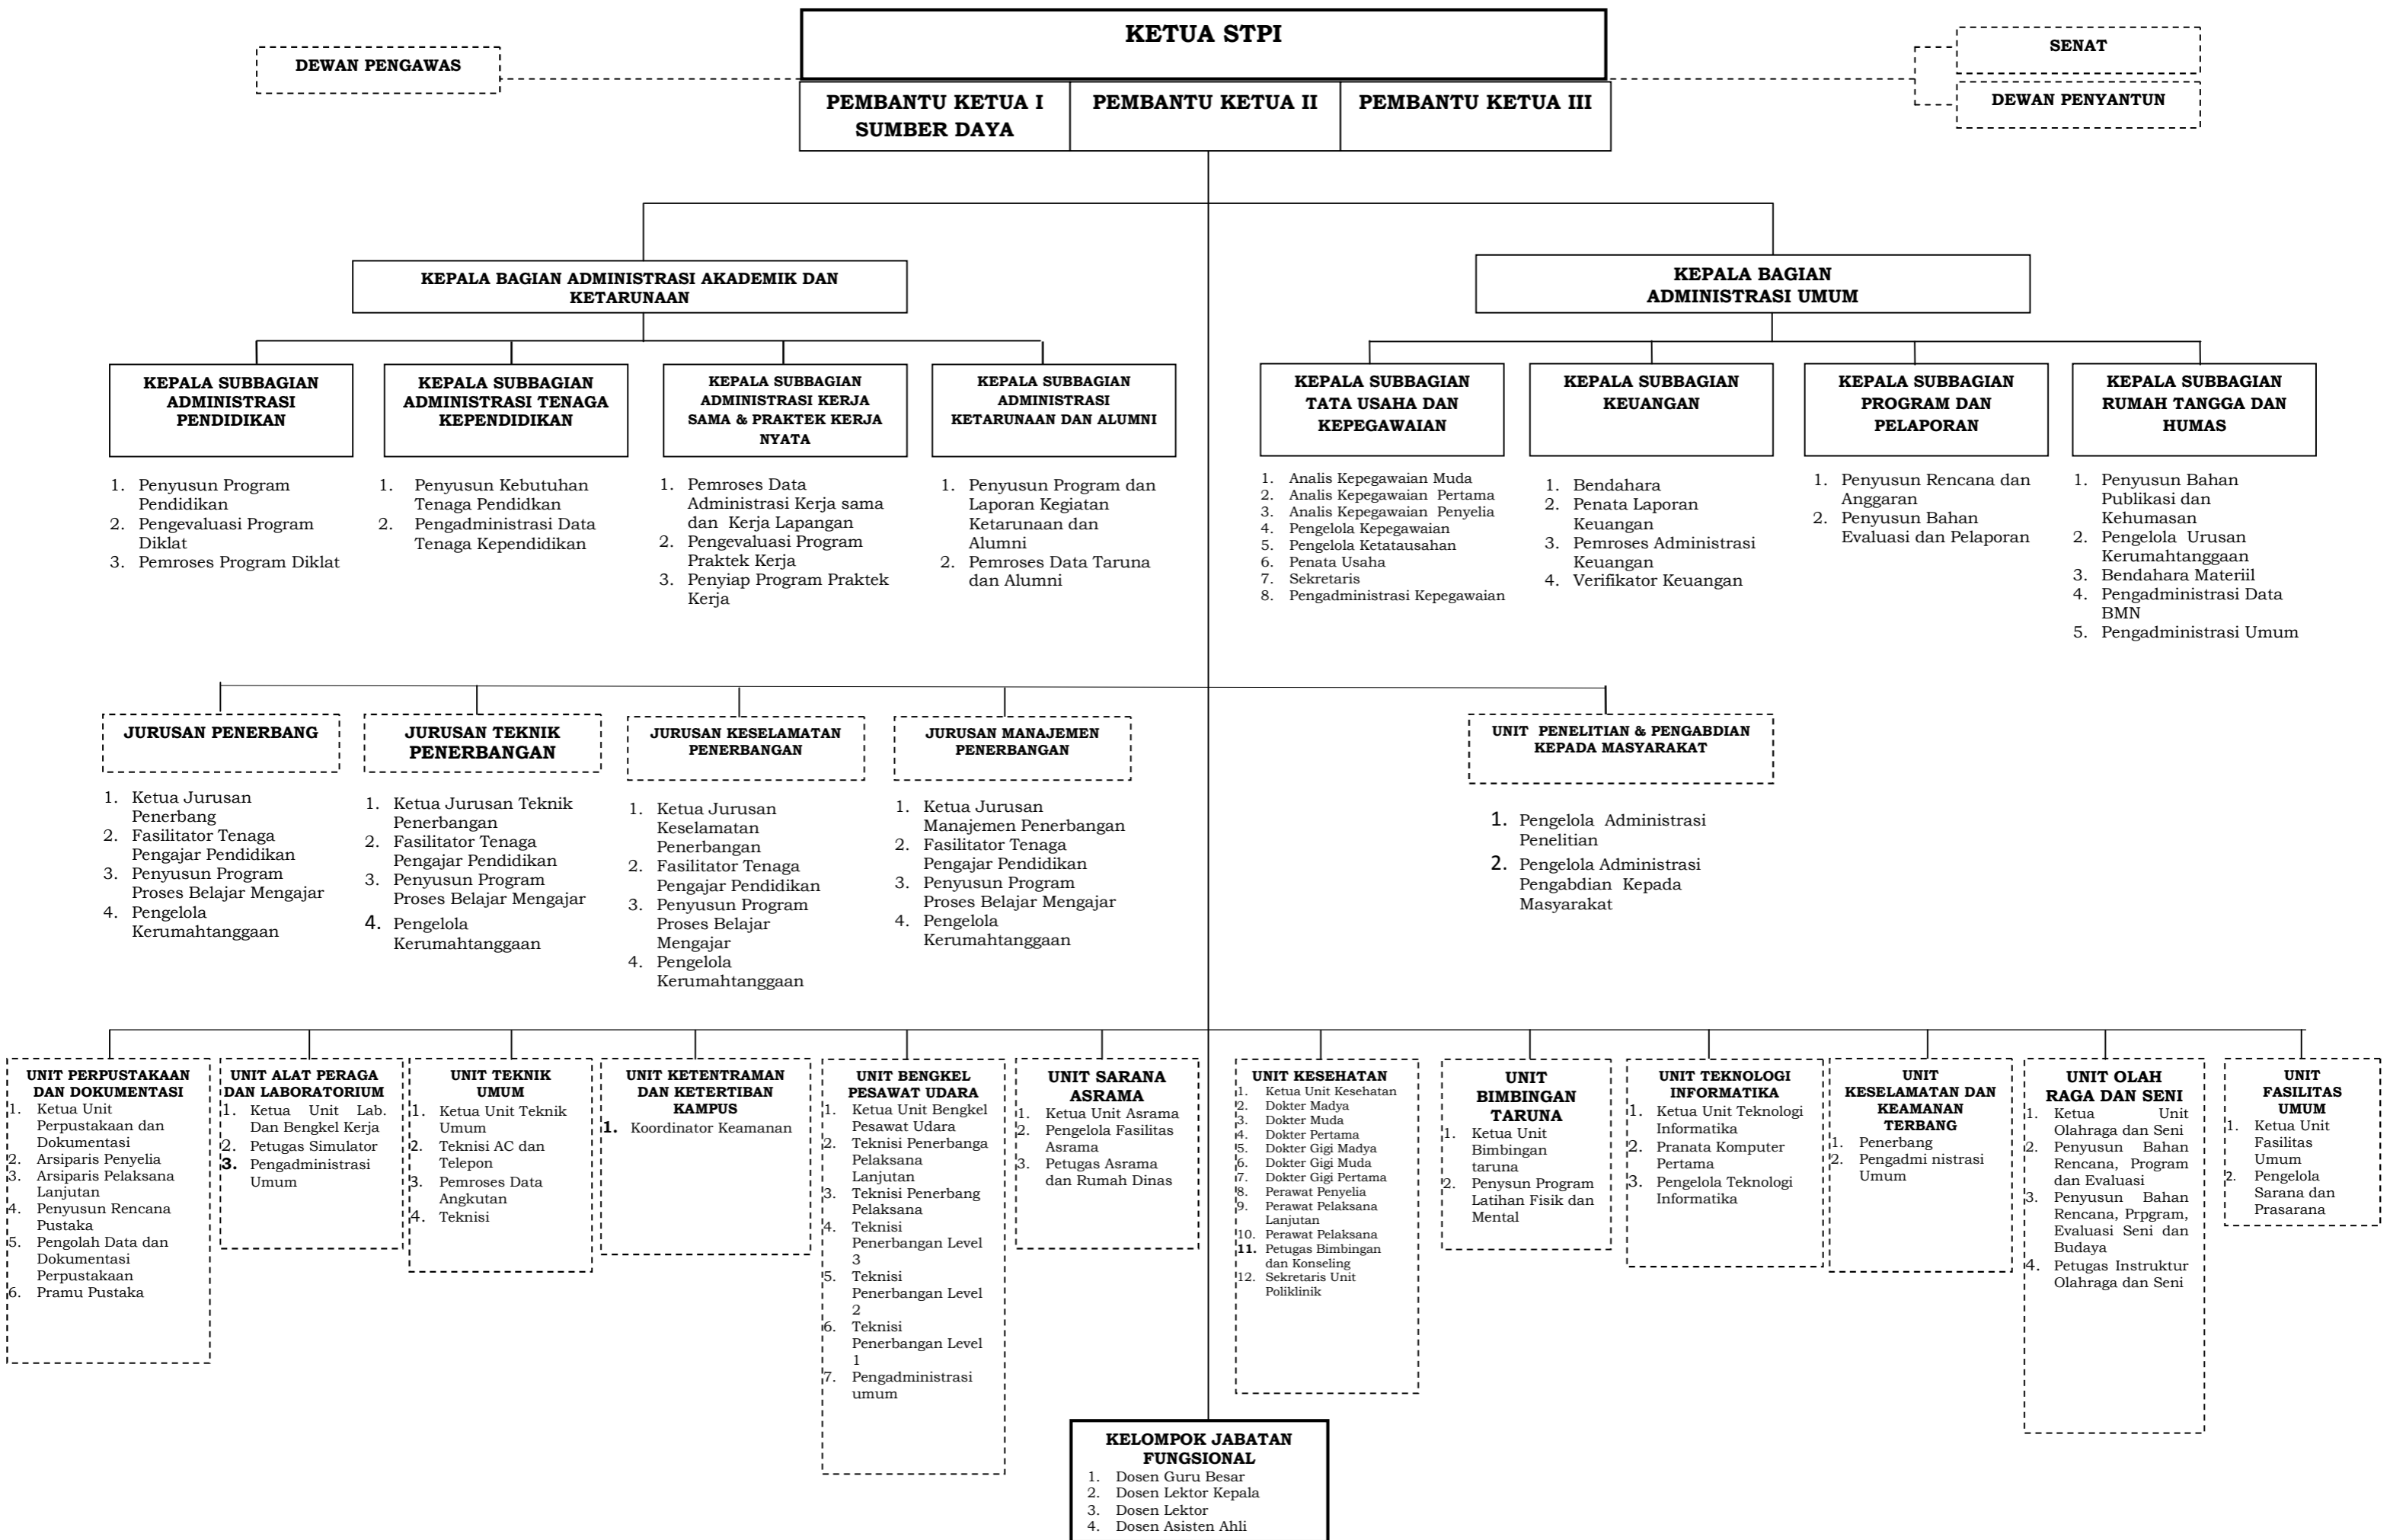 KETUA STPI
DEWAN PENGAWAS
SENAT
DEWAN PENYANTUN
PEMBANTU KETUA I
SUMBER DAYA
PEMBANTU KETUA II
PEMBANTU KETUA III
KEPALA BAGIAN ADMINISTRASI AKADEMIK DAN
KETARUNAAN
KEPALA BAGIAN
ADMINISTRASI UMUM
KEPALA SUBBAGIAN
ADMINISTRASI
PENDIDIKAN
1. Penyusun Program
Pendidikan
2. Pengevaluasi Program
Diklat
3. Pemroses Program Diklat
KEPALA SUBBAGIAN
ADMINISTRASI TENAGA
KEPENDIDIKAN
1. Penyusun Kebutuhan
Tenaga Pendidkan
2. Pengadministrasi Data
Tenaga Kependidikan
KEPALA SUBBAGIAN
ADMINISTRASI KERJA
SAMA & PRAKTEK KERJA
NYATA
1. Pemroses Data
Administrasi Kerja sama
dan Kerja Lapangan
2. Pengevaluasi Program
Praktek Kerja
3. Penyiap Program Praktek
Kerja
KEPALA SUBBAGIAN
ADMINISTRASI
KETARUNAAN DAN ALUMNI
1. Penyusun Program dan
Laporan Kegiatan
Ketarunaan dan
Alumni
2. Pemroses Data Taruna
dan Alumni
KEPALA SUBBAGIAN
TATA USAHA DAN
KEPEGAWAIAN
1. Analis Kepegawaian Muda
2. Analis Kepegawaian Pertama
3. Analis Kepegawaian Penyelia
4. Pengelola Kepegawaian
5. Pengelola Ketatausahan
6. Penata Usaha
7. Sekretaris
8. Pengadministrasi Kepegawaian
KEPALA SUBBAGIAN
KEUANGAN
1. Bendahara
2. Penata Laporan
Keuangan
3. Pemroses Administrasi
Keuangan
4. Verifikator Keuangan
KEPALA SUBBAGIAN
PROGRAM DAN
PELAPORAN
1. Penyusun Rencana dan
Anggaran
2. Penyusun Bahan
Evaluasi dan Pelaporan
KEPALA SUBBAGIAN
RUMAH TANGGA DAN
HUMAS
1. Penyusun Bahan
Publikasi dan
Kehumasan
2. Pengelola Urusan
Kerumahtanggaan
3. Bendahara Materiil
4. Pengadministrasi Data
BMN
5. Pengadministrasi Umum
JURUSAN PENERBANG
1. Ketua Jurusan
Penerbang
2. Fasilitator Tenaga
Pengajar Pendidikan
3. Penyusun Program
Proses Belajar Mengajar
4. Pengelola
Kerumahtanggaan
JURUSAN TEKNIK
PENERBANGAN
1. Ketua Jurusan Teknik
Penerbangan
2. Fasilitator Tenaga
Pengajar Pendidikan
3. Penyusun Program
Proses Belajar Mengajar
4. Pengelola
Kerumahtanggaan
JURUSAN KESELAMATAN
PENERBANGAN
1. Ketua Jurusan
Keselamatan
Penerbangan
2. Fasilitator Tenaga
Pengajar Pendidikan
3. Penyusun Program
Proses Belajar
Mengajar
4. Pengelola
Kerumahtanggaan
JURUSAN MANAJEMEN
PENERBANGAN
1. Ketua Jurusan
Manajemen Penerbangan
2. Fasilitator Tenaga
Pengajar Pendidikan
3. Penyusun Program
Proses Belajar Mengajar
4. Pengelola
Kerumahtanggaan
UNIT PENELITIAN & PENGABDIAN
KEPADA MASYARAKAT
1. Pengelola Administrasi
Penelitian
2. Pengelola Administrasi
Pengabdian Kepada
Masyarakat
UNIT PERPUSTAKAAN
DAN DOKUMENTASI
1. Ketua Unit
Perpustakaan dan
Dokumentasi
2. Arsiparis Penyelia
3. Arsiparis Pelaksana
Lanjutan
4. Penyusun Rencana
Pustaka
5. Pengolah Data dan
Dokumentasi
Perpustakaan
6. Pramu Pustaka
UNIT ALAT PERAGA
DAN LABORATORIUM
1. Ketua Unit Lab.
Dan Bengkel Kerja
2. Petugas Simulator
3. Pengadministrasi
Umum
UNIT TEKNIK
UMUM
1. Ketua Unit Teknik
Umum
2. Teknisi AC dan
Telepon
3. Pemroses Data
Angkutan
4. Teknisi
UNIT KETENTRAMAN
DAN KETERTIBAN
KAMPUS
1. Koordinator Keamanan
UNIT BENGKEL
PESAWAT UDARA
1. Ketua Unit Bengkel
Pesawat Udara
2. Teknisi Penerbanga
Pelaksana
Lanjutan
3. Teknisi Penerbang
Pelaksana
4. Teknisi
Penerbangan Level
3
5. Teknisi
Penerbangan Level
2
6. Teknisi
Penerbangan Level
1
7. Pengadministrasi
umum
UNIT SARANA
ASRAMA
1. Ketua Unit Asrama
2. Pengelola Fasilitas
Asrama
3. Petugas Asrama
dan Rumah Dinas
UNIT KESEHATAN
1. Ketua Unit Kesehatan
2. Dokter Madya
3. Dokter Muda
4. Dokter Pertama
5. Dokter Gigi Madya
6. Dokter Gigi Muda
7. Dokter Gigi Pertama
8. Perawat Penyelia
9. Perawat Pelaksana
Lanjutan
10. Perawat Pelaksana
11. Petugas Bimbingan
dan Konseling
12. Sekretaris Unit
Poliklinik
UNIT
BIMBINGAN
TARUNA
1. Ketua Unit
Bimbingan
taruna
2. Penysun Program
Latihan Fisik dan
Mental
UNIT TEKNOLOGI
INFORMATIKA
1. Ketua Unit Teknologi
Informatika
2. Pranata Komputer
Pertama
3. Pengelola Teknologi
Informatika
UNIT
KESELAMATAN DAN
KEAMANAN
TERBANG
1. Penerbang
2. Pengadmi nistrasi
Umum
UNIT OLAH
RAGA DAN SENI
1. Ketua Unit
Olahraga dan Seni
2. Penyusun Bahan
Rencana, Program
dan Evaluasi
3. Penyusun Bahan
Rencana, Prpgram,
Evaluasi Seni dan
Budaya
4. Petugas Instruktur
Olahraga dan Seni
UNIT
FASILITAS
UMUM
1. Ketua Unit
Fasilitas
Umum
2. Pengelola
Sarana dan
Prasarana
KELOMPOK JABATAN
FUNGSIONAL
1. Dosen Guru Besar
2. Dosen Lektor Kepala
3. Dosen Lektor
4. Dosen Asisten Ahli